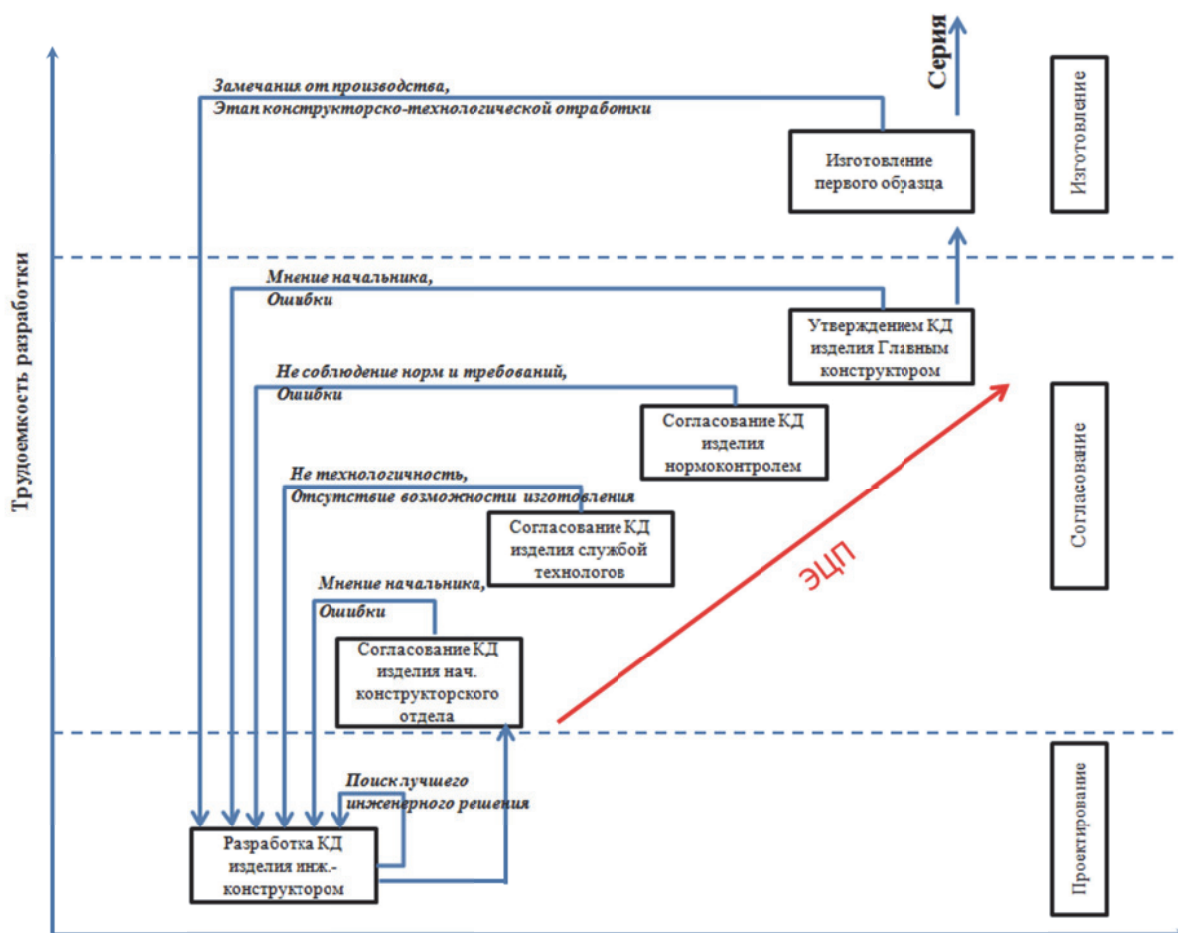 Серия
Замечания от производства,
Этап конструкторско-технологической отработки
Изготовление
первого образца
Изготовление
Трудоемкость разработки
Мнение начальника,
Ошибки
Утверждением КД
изделия Главным
конструктором
Не соблюдение норм и требований,
Ошибки
Согласование КД
изделия
нормоконтролем
Согласование
Не технологичность,
Отсутствие возможности изготовления
Согласование КД
изделия службой
технологов
ЭЦП
Мнение начальника,
Ошибки
Согласование КД
изделия нач.
конструкторского
отдела
Поиск лучшего
инженерного решения
Разработка КД
изделия инж.-
конструктором
Проектирование